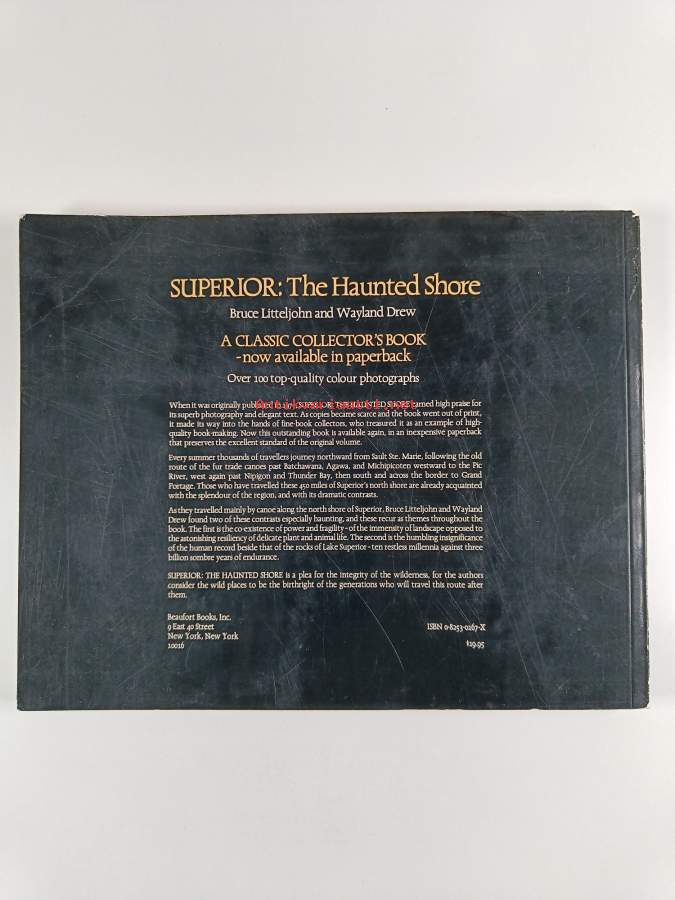 SUPERIOR: The Haunted Shore
Bruce Litteljohn and Wayland Drew
A CLASSIC COLLECTOR'S BOOK
-now available in paperback
Over 100 top-quality colour photographs
When it was originally published SUPERIOR: THE HAUNTED SHORE earned high praise for
its superb photography and elegant text. As copies became scarce and the book went out of print,
it made its way into the hands of fine-book collectors, who treasured it as an example of high-
quality book-making. Now this outstanding book is available again, in an inexpensive paperback
that preserves the excellent standard of the original volume.
Every summer thousands of travellers journey northward from Sault Ste. Marie, following the old
route of the fur trade canoes past Batchawana, Agawa, and Michipicoten westward to the Pic
River, west again past Nipigon and Thunder Bay, then south and across the border to Grand
Portage. Those who have travelled these 450 miles of Superior's north shore are already acquainted
with the splendour of the region, and with its dramatic contrasts.
As they travelled mainly by canoe along the north shore of Superior, Bruce Litteljohn and Wayland
Drew found two of these contrasts especially haunting, and these recur as themes throughout the
book. The first is the co-existence of power and fragility-of the immensity of landscape opposed to
the astonishing resiliency of delicate plant and animal life. The second is the humbling insignificance
of the human record beside that of the rocks of Lake Superior-ten restless millennia against three
billion sombre years of endurance.
SUPERIOR: THE HAUNTED SHORE is a plea for the integrity of the wilderness, for the authors
consider the wild places to be the birthright of the generations who will travel this route after
them.
Beaufort Books, Inc.
9 East 40 Street
New York, New York
10016
ISBN 0-8253-0267-X
$19.95